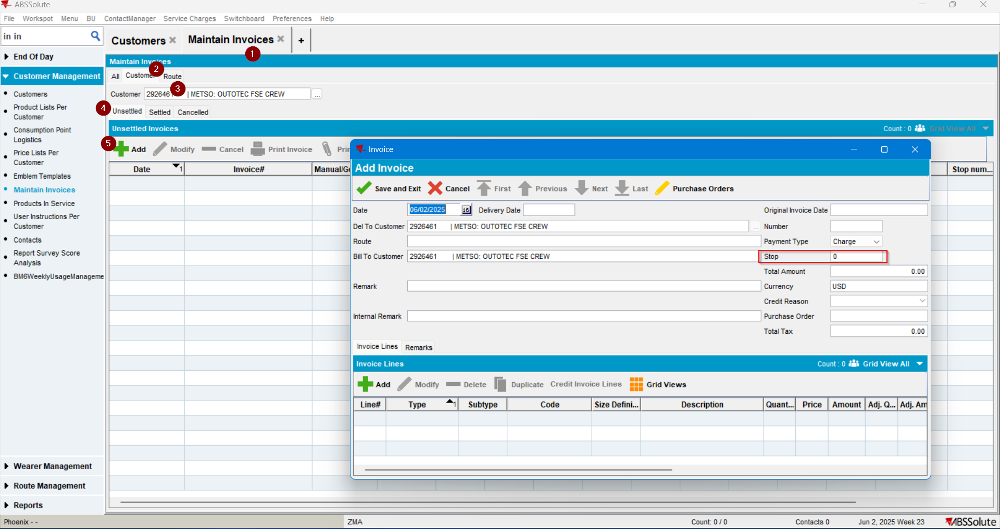 ABSSolute
File Workspot Menu BU ContactManager Service Charges Switchboard Preferences Help
in in
Customers
Maintain Invoices
+
1
End Of Day
Customer Management
Customers
Product Lists Per
Customer
Consumption Point
Logistics
Price Lists Per
Customer
Emblem Templates
Maintain Invoices
Products In Service
User Instructions Per
Customer
Contacts
Report Survey Score
Analysis
BM6WeeklyUsageManageme
Wearer Management
Route Management
Reports
Maintain Invoices
2
All Customer Route
3
Customer 2926461 | METSO: OUTOTEC FSE CREW ...
4
Unsettled Settled Cancelled
Unsettled Invoices Count : 0 Grid View All
5
Add Modify Cancel Print Invoice Prin
Date 1 Invoice# Manual/Ge Stop num...
Invoice
Add Invoice
Save and Exit Cancel First Previous Next Last Purchase Orders
Date 06/02/2025 16 Delivery Date Original Invoice Date
Del To Customer 2926461 | METSO: OUTOTEC FSE CREW ... Number
Route Payment Type Charge
Bill To Customer 2926461 | METSO: OUTOTEC FSE CREW Stop 0
Total Amount 0.00
Remark Currency USD
Credit Reason
Internal Remark Purchase Order
Total Tax 0.00
Invoice Lines Remarks
Invoice Lines Count : 0 Grid View All
Add Modify Delete Duplicate Credit Invoice Lines Grid Views
Line# Type 1 Subtype Code Size Defini... Description Quant... Price Amount Adj. Q... Adj. Am
Phoenix - - ZMA Count: 0 / 0 Contacts 0 Jun 2, 2025 Week 23 ABSSolute